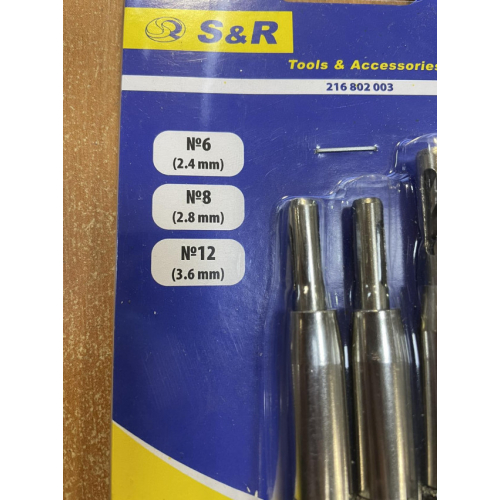 S&R
Tools & Accessories
216 802 003
№6
(2.4 mm)
№8
(2.8 mm)
№12
(3.6 mm)